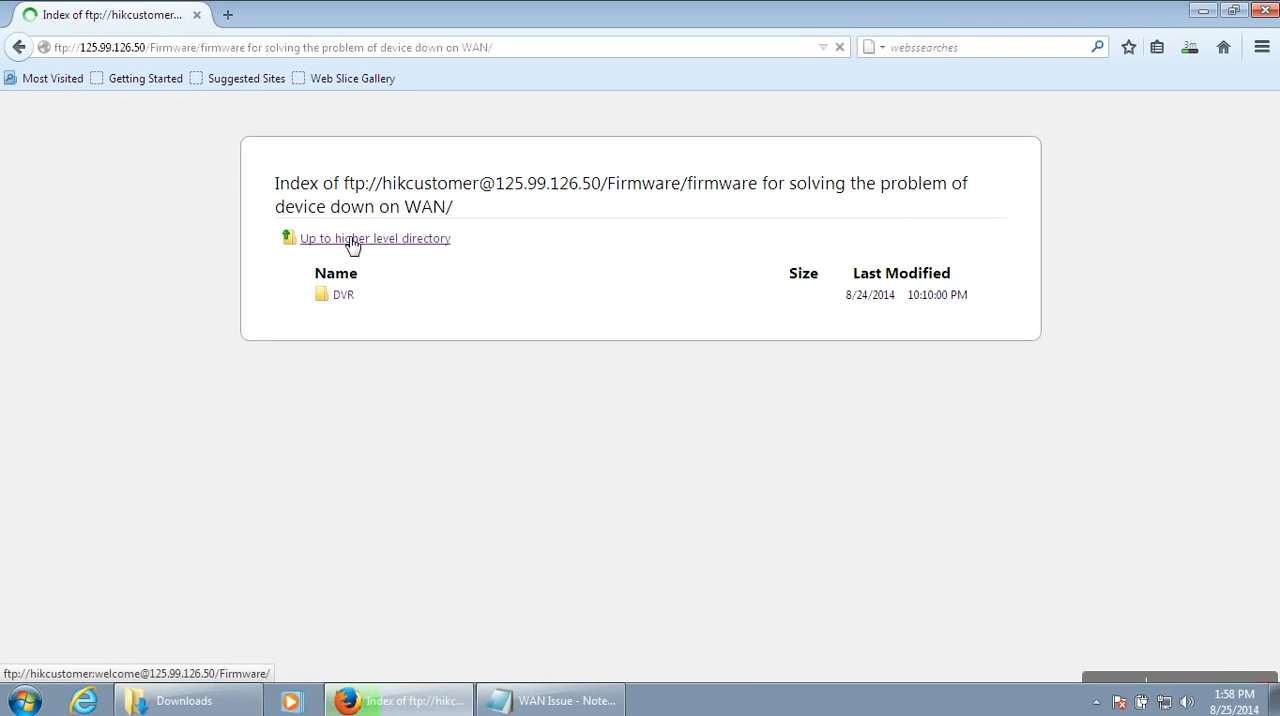 Index of ftp://hikcustomer...
ftp://125.99.126.50/Firmware/firmware for solving the problem of device down on WAN/
webssearches
3m
Most Visited
Getting Started
Suggested Sites
Web Slice Gallery
Index of ftp://hikcustomer@125.99.126.50/Firmware/firmware for solving the problem of
device down on WAN/
Up to higher level directory
Name Size Last Modified
DVR 8/24/2014 10:10:00 PM
ftp://hikcustomer:welcome@125.99.126.50/Firmware/
Downloads
Index of ftp://hikc...
WAN Issue - Note...
1:58 PM
8/25/2014